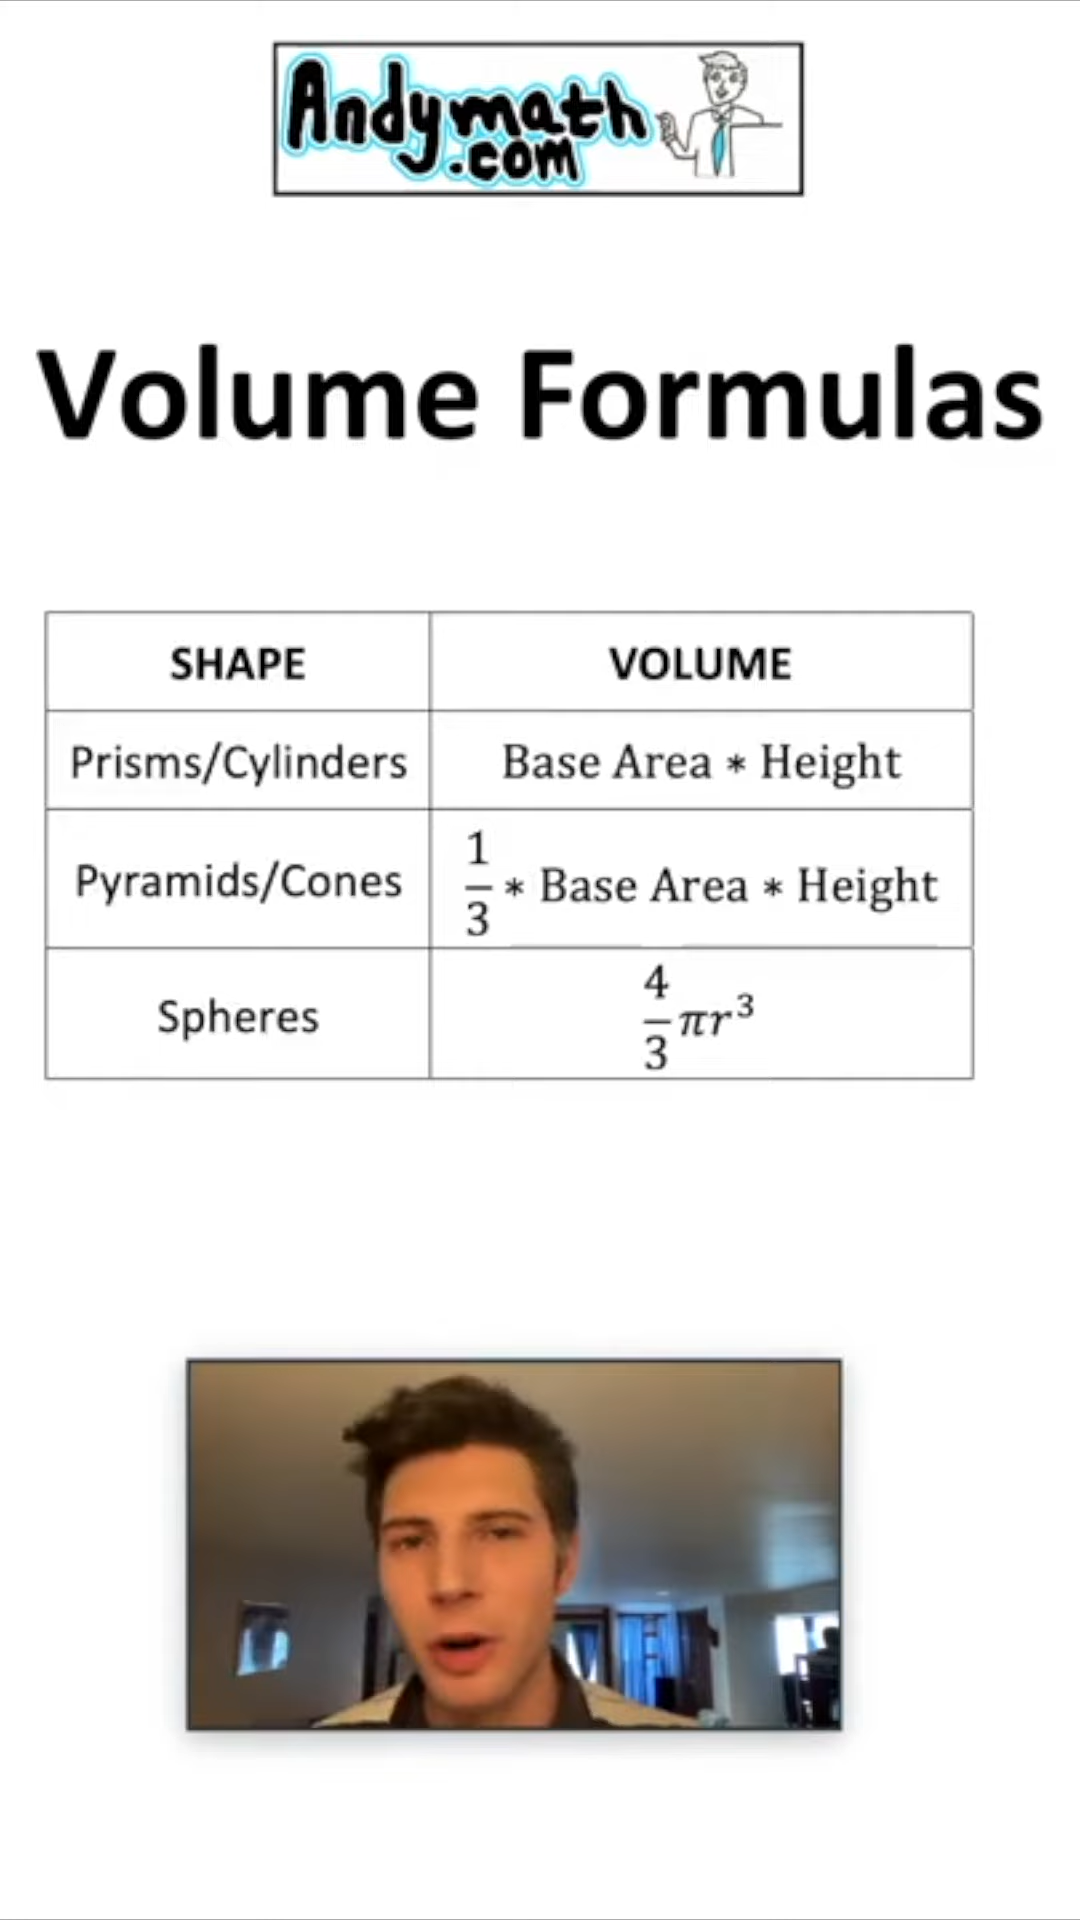 Andymath
.com
Volume Formulas
SHAPE VOLUME
Prisms/Cylinders Base Area * Height
Pyramids/Cones 1/3 * Base Area * Height
Spheres 4/3 πr³